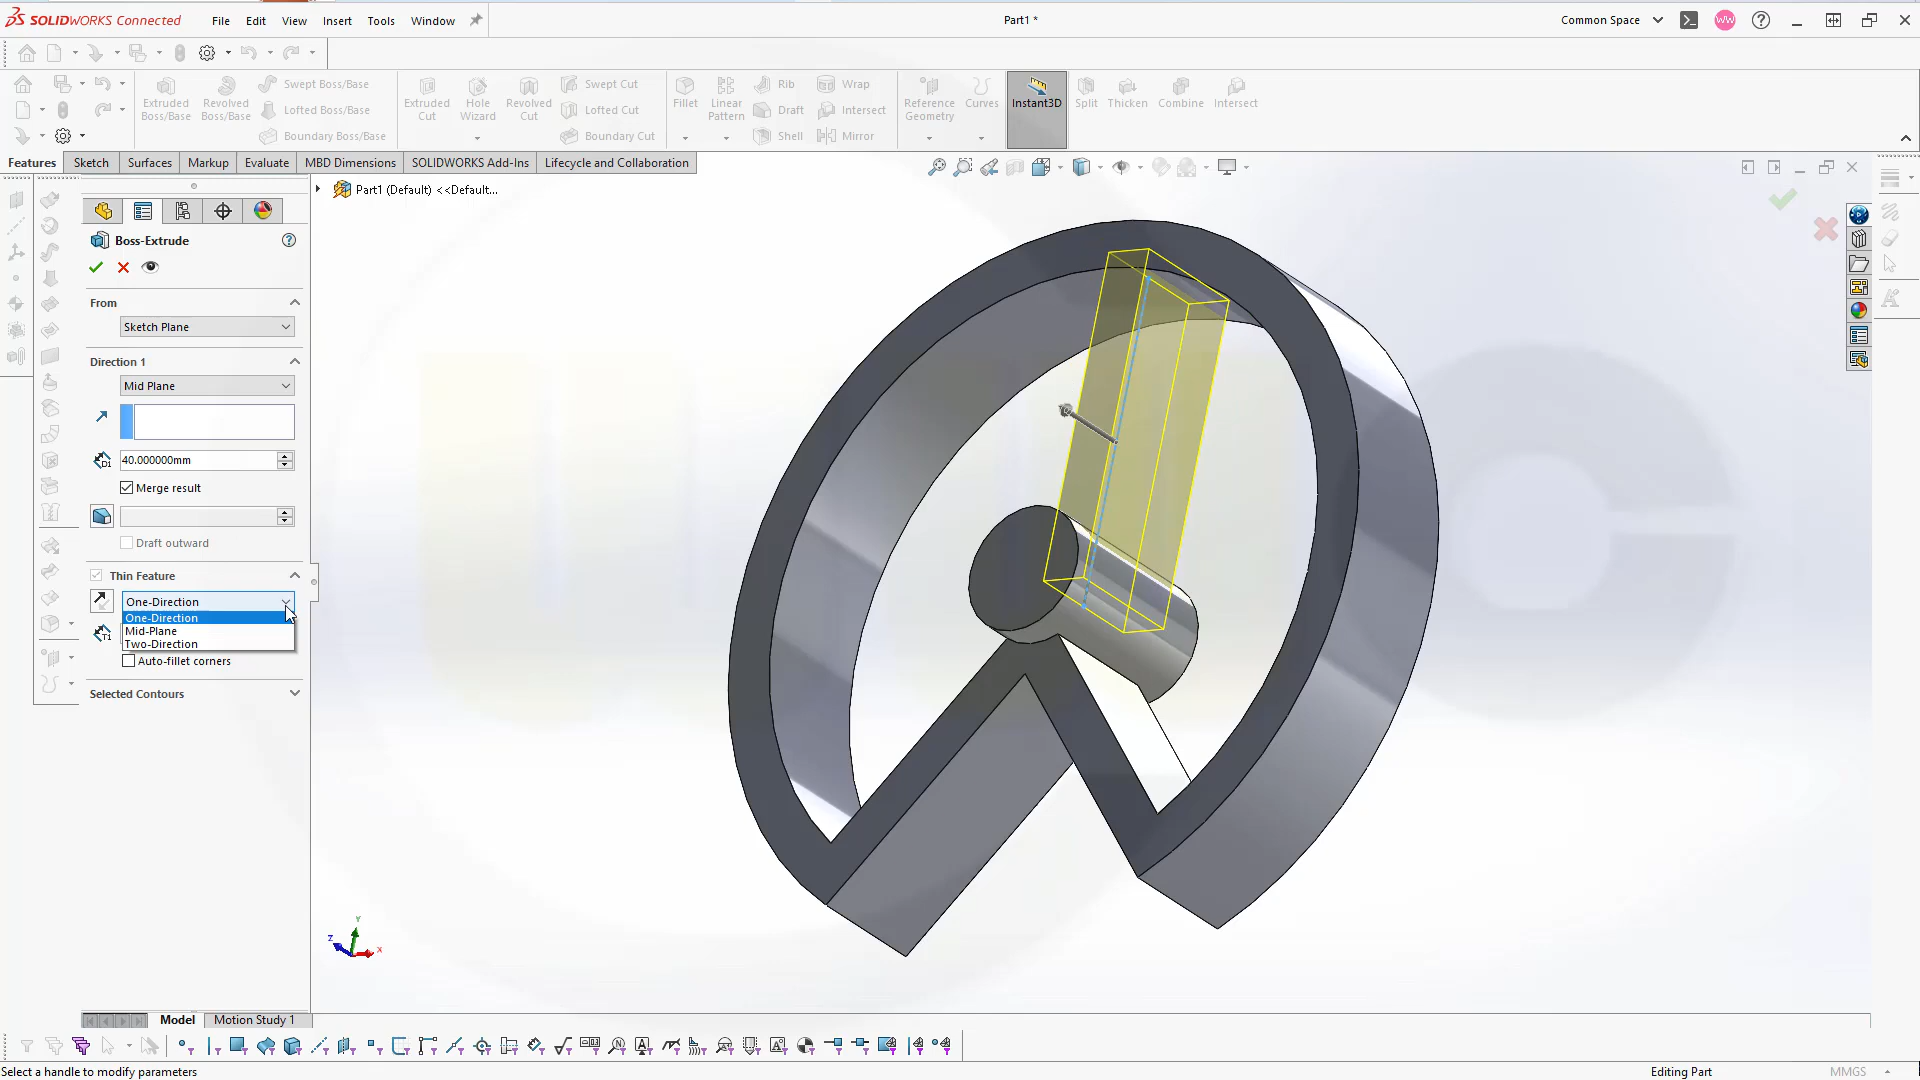 SOLIDWORKS Connected
File Edit View Insert Tools Window
Part1 *
Common Space
WW
Extruded Boss/Base
Revolved Boss/Base
Swept Boss/Base
Lofted Boss/Base
Boundary Boss/Base
Extruded Cut
Hole Wizard
Revolved Cut
Swept Cut
Lofted Cut
Boundary Cut
Fillet
Linear Pattern
Rib
Draft
Shell
Wrap
Intersect
Mirror
Reference Geometry
Curves
Instant3D
Split
Thicken
Combine
Intersect
Features Sketch Surfaces Markup Evaluate MBD Dimensions SOLIDWORKS Add-Ins Lifecycle and Collaboration
Part1 (Default) <<Default...
Boss-Extrude
From
Sketch Plane
Direction 1
Mid Plane
40.000000mm
Merge result
Draft outward
Thin Feature
One-Direction
One-Direction
Mid-Plane
Two-Direction
Auto-fillet corners
Selected Contours
Y
Z
X
Model Motion Study 1
Select a handle to modify parameters
Editing Part
MMGS